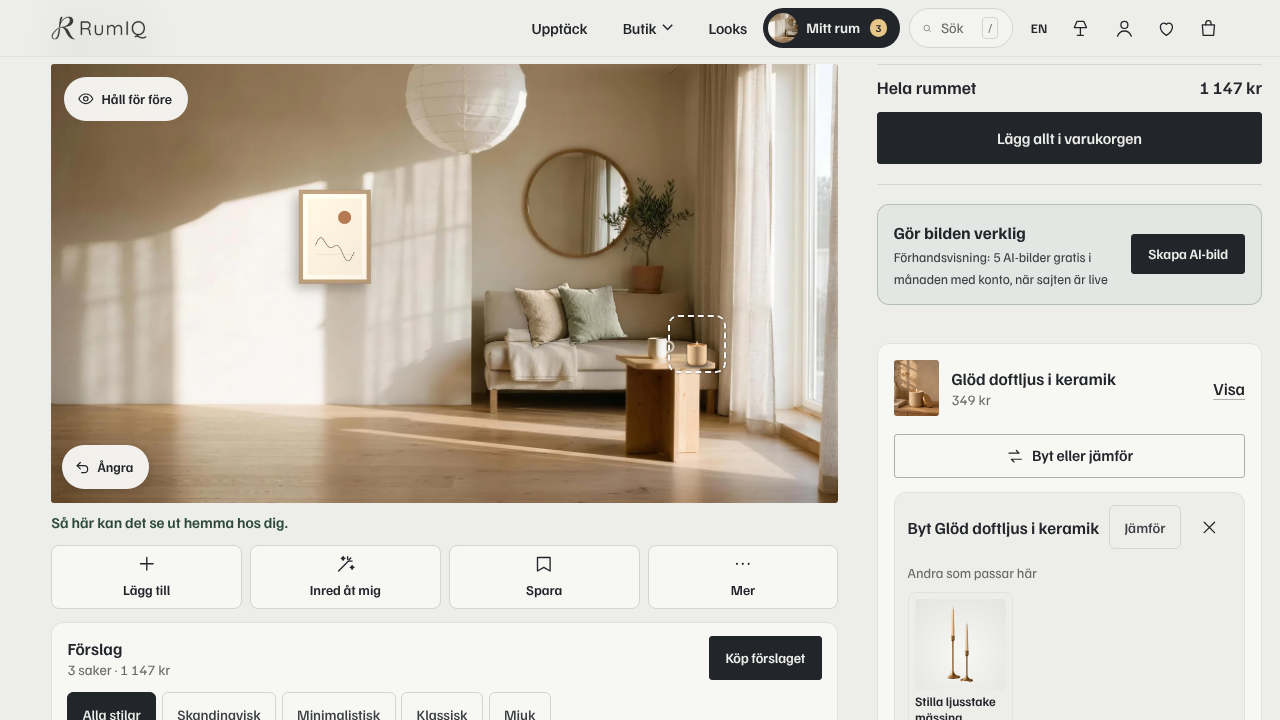 RumIQ
Upptäck
Butik
Looks
Mitt rum
3
Sök
/
EN
Håll för före
Ångra
Så här kan det se ut hemma hos dig.
Lägg till
Inred åt mig
Spara
Mer
Förslag
3 saker · 1 147 kr
Köp förslaget
Alla stilar
Skandinavisk
Minimalistisk
Klassisk
Mjuk
Hela rummet
1 147 kr
Lägg allt i varukorgen
Gör bilden verklig
Förhandsvisning: 5 AI-bilder gratis i
månaden med konto, när sajten är live
Skapa AI-bild
Glöd doftljus i keramik
349 kr
Visa
Byt eller jämför
Byt Glöd doftljus i keramik
Jämför
Andra som passar här
Stilla ljusstake
mässing